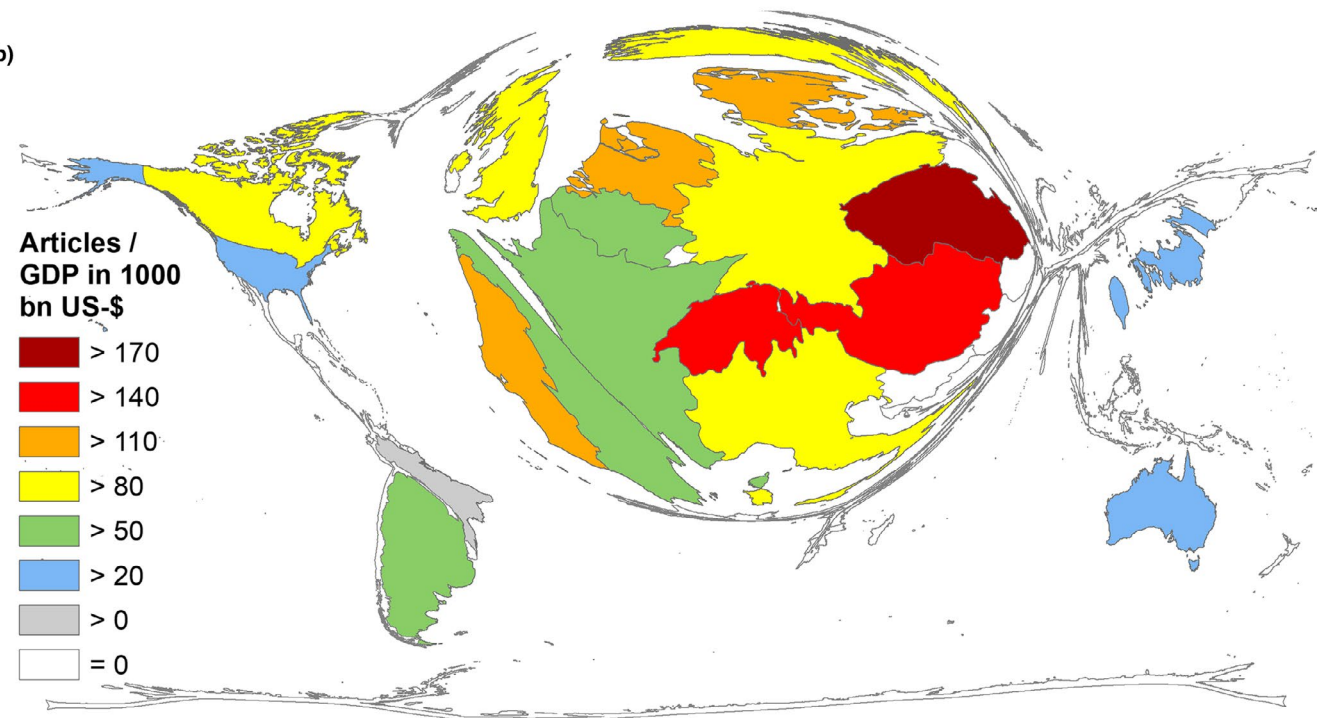 b)
Articles /
GDP in 1000
bn US-$
> 170
> 140
> 110
> 80
> 50
> 20
> 0
= 0